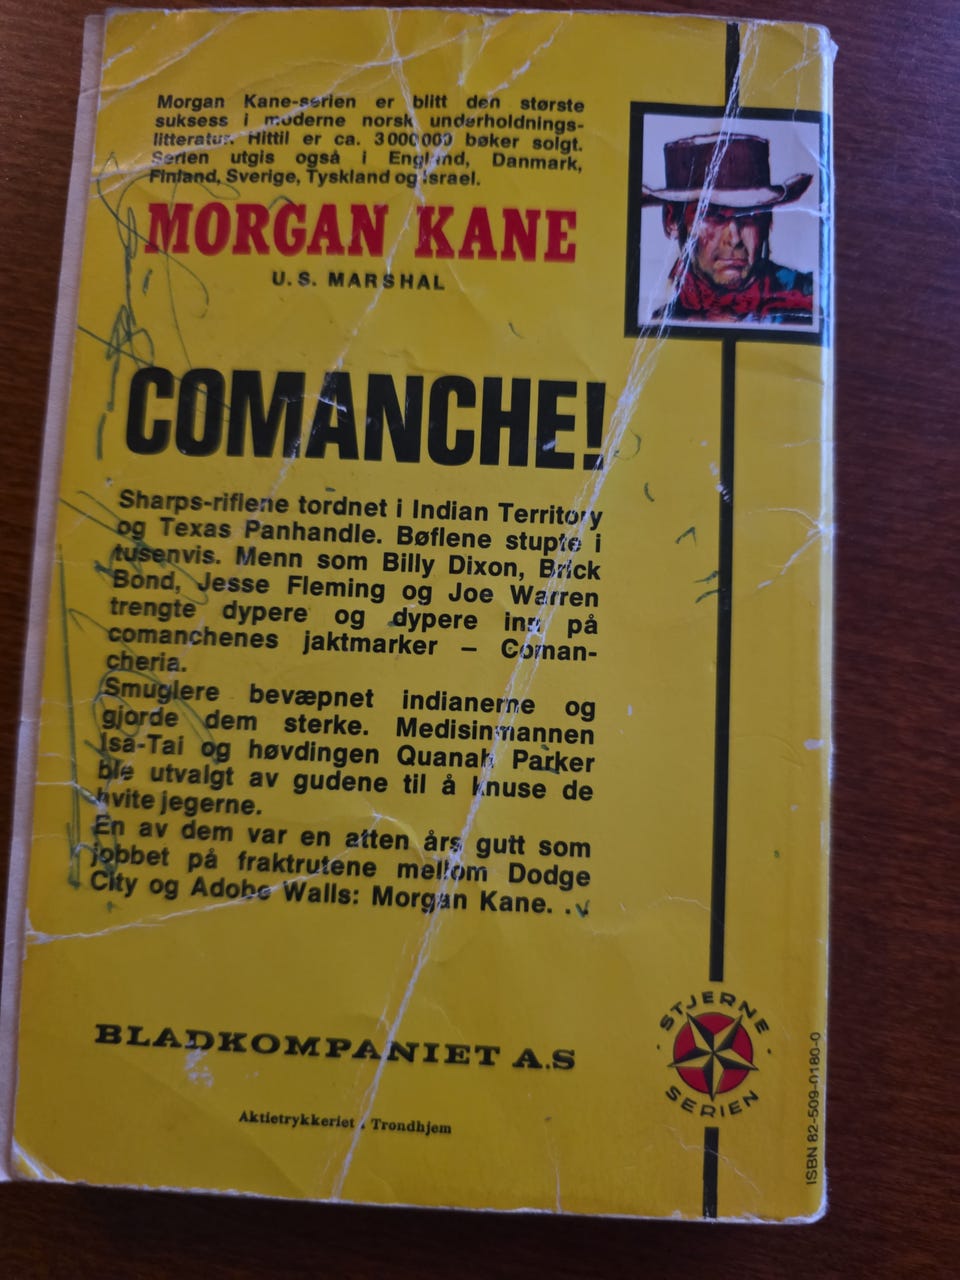 Morgan Kane-serien er blitt den største
suksess i moderne norsk underholdnings-
litteratur. Hittil er ca. 3000000 bøker solgt.
Serien utgis også i England, Danmark,
Finland, Sverige, Tyskland og Israel.
MORGAN KANE
U.S. MARSHAL
COMANCHE!
Sharps-riflene tordnet i Indian Territory
og Texas Panhandle. Bøflene stupte i
tusenvis. Menn som Billy Dixon, Brick
Bond, Jesse Fleming og Joe Warren
trengte dypere og dypere inn på
comanchenes jaktmarker – Coman-
cheria.
Smuglere bevæpnet indianerne og
gjorde dem sterke. Medisinmannen
Isa-Tai og høvdingen Quanah Parker
ble utvalgt av gudene til å knuse de
hvite jegerne.
En av dem var en atten års gutt som
jobbet på fraktrutene mellom Dodge
City og Adobe Walls: Morgan Kane. . .
BLADKOMPANIET A.S
Aktietrykkeriet i Trondhjem
STJERNE
SERIEN
ISBN 82-509-0180-0